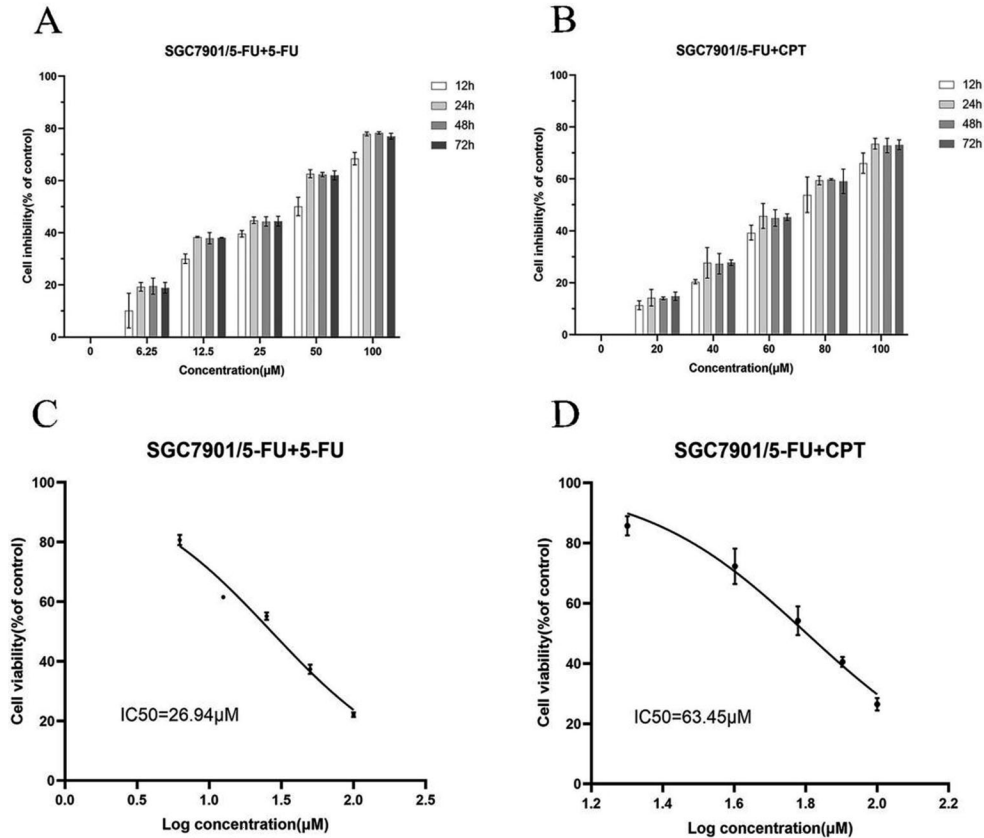 A
SGC7901/5-FU+5-FU
Cell inhibility(% of control)
100
80
60
40
20
0
0 6.25 12.5 25 50 100
Concentration(μM)
12h
24h
48h
72h
B
SGC7901/5-FU+CPT
Cell inhibility(% of control)
100
80
60
40
20
0
0 20 40 60 80 100
Concentration(μM)
12h
24h
48h
72h
C
SGC7901/5-FU+5-FU
Cell viability(%of control)
100
80
60
40
20
0
IC50=26.94μM
0.0 0.5 1.0 1.5 2.0 2.5
Log concentration(μM)
D
SGC7901/5-FU+CPT
Cell viability(%of control)
100
80
60
40
20
0
IC50=63.45μM
1.2 1.4 1.6 1.8 2.0 2.2
Log concentration(μM)